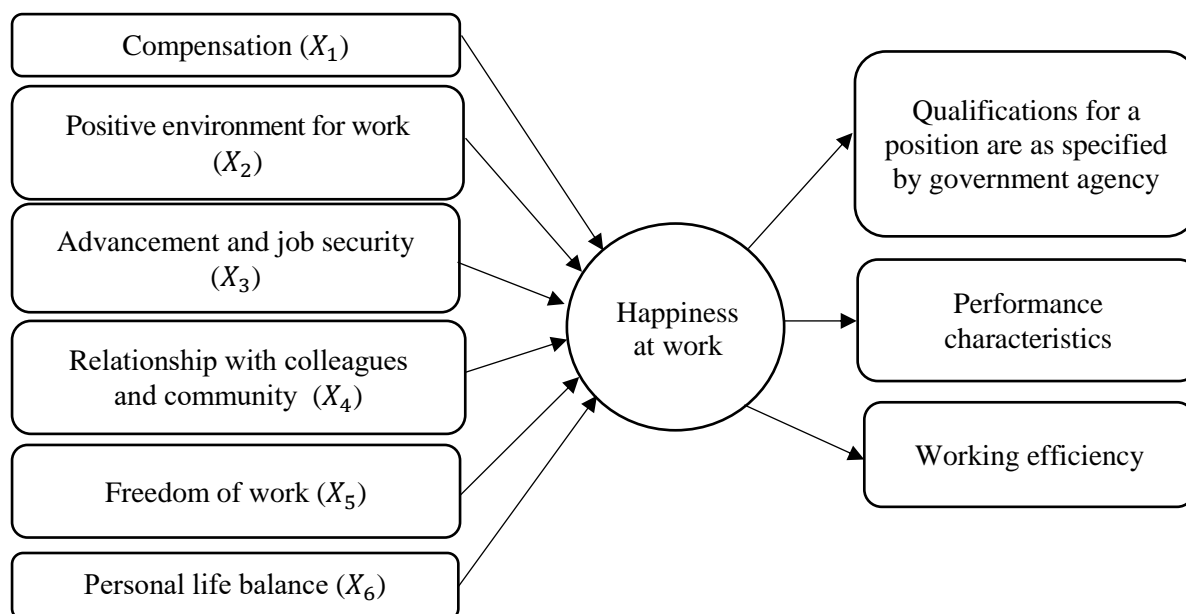 Compensation (X₁)
Positive environment for work
(X₂)
Advancement and job security
(X₃)
Relationship with colleagues
and community (X₄)
Freedom of work (X₅)
Personal life balance (X₆)
Happiness
at work
Qualifications for a
position are as specified
by government agency
Performance
characteristics
Working efficiency